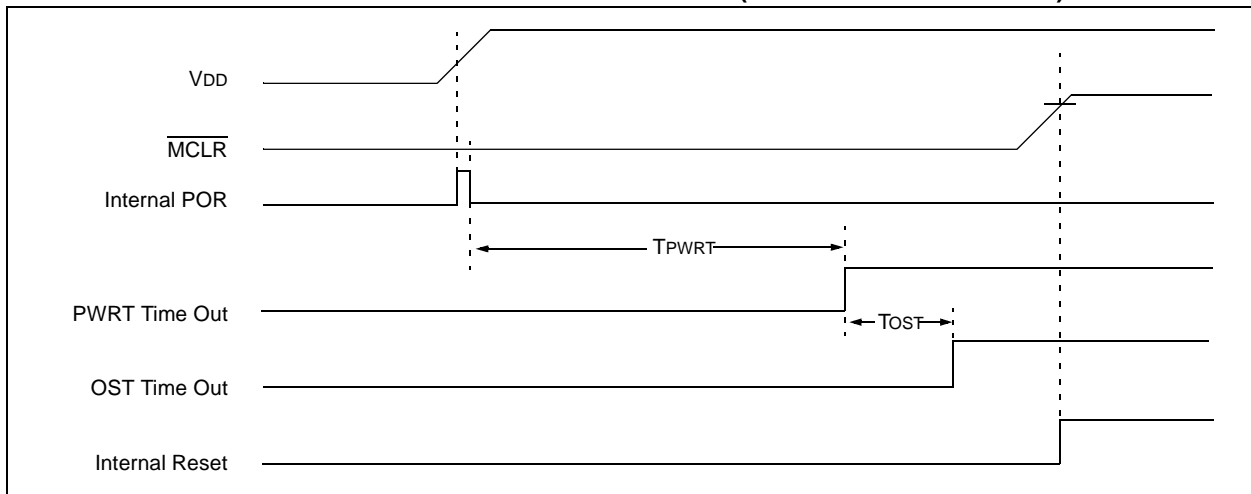 VDD
MCLR
Internal POR
TPWRT
PWRT Time Out
TOST
OST Time Out
Internal Reset